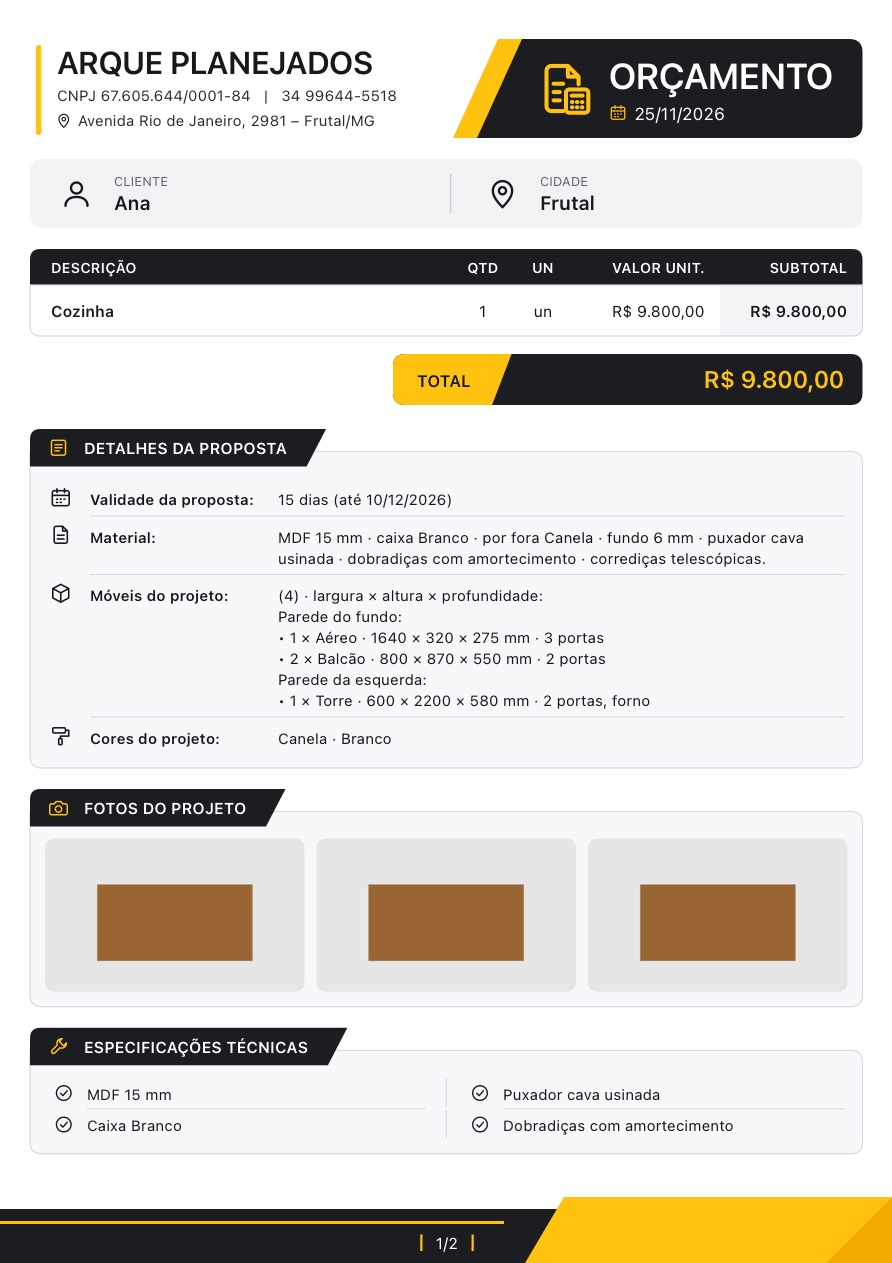 ARQUE PLANEJADOS
CNPJ 67.605.644/0001-84 | 34 99644-5518
Avenida Rio de Janeiro, 2981 – Frutal/MG
ORÇAMENTO
25/11/2026
CLIENTE
Ana
CIDADE
Frutal
DESCRIÇÃO QTD UN VALOR UNIT. SUBTOTAL
Cozinha 1 un R$ 9.800,00 R$ 9.800,00
TOTAL R$ 9.800,00
DETALHES DA PROPOSTA
Validade da proposta: 15 dias (até 10/12/2026)
Material: MDF 15 mm · caixa Branco · por fora Canela · fundo 6 mm · puxador cava
usinada · dobradiças com amortecimento · corrediças telescópicas.
Móveis do projeto: (4) · largura × altura × profundidade:
Parede do fundo:
• 1 × Aéreo · 1640 × 320 × 275 mm · 3 portas
• 2 × Balcão · 800 × 870 × 550 mm · 2 portas
Parede da esquerda:
• 1 × Torre · 600 × 2200 × 580 mm · 2 portas, forno
Cores do projeto: Canela · Branco
FOTOS DO PROJETO
ESPECIFICAÇÕES TÉCNICAS
MDF 15 mm Puxador cava usinada
Caixa Branco Dobradiças com amortecimento
| 1/2 |